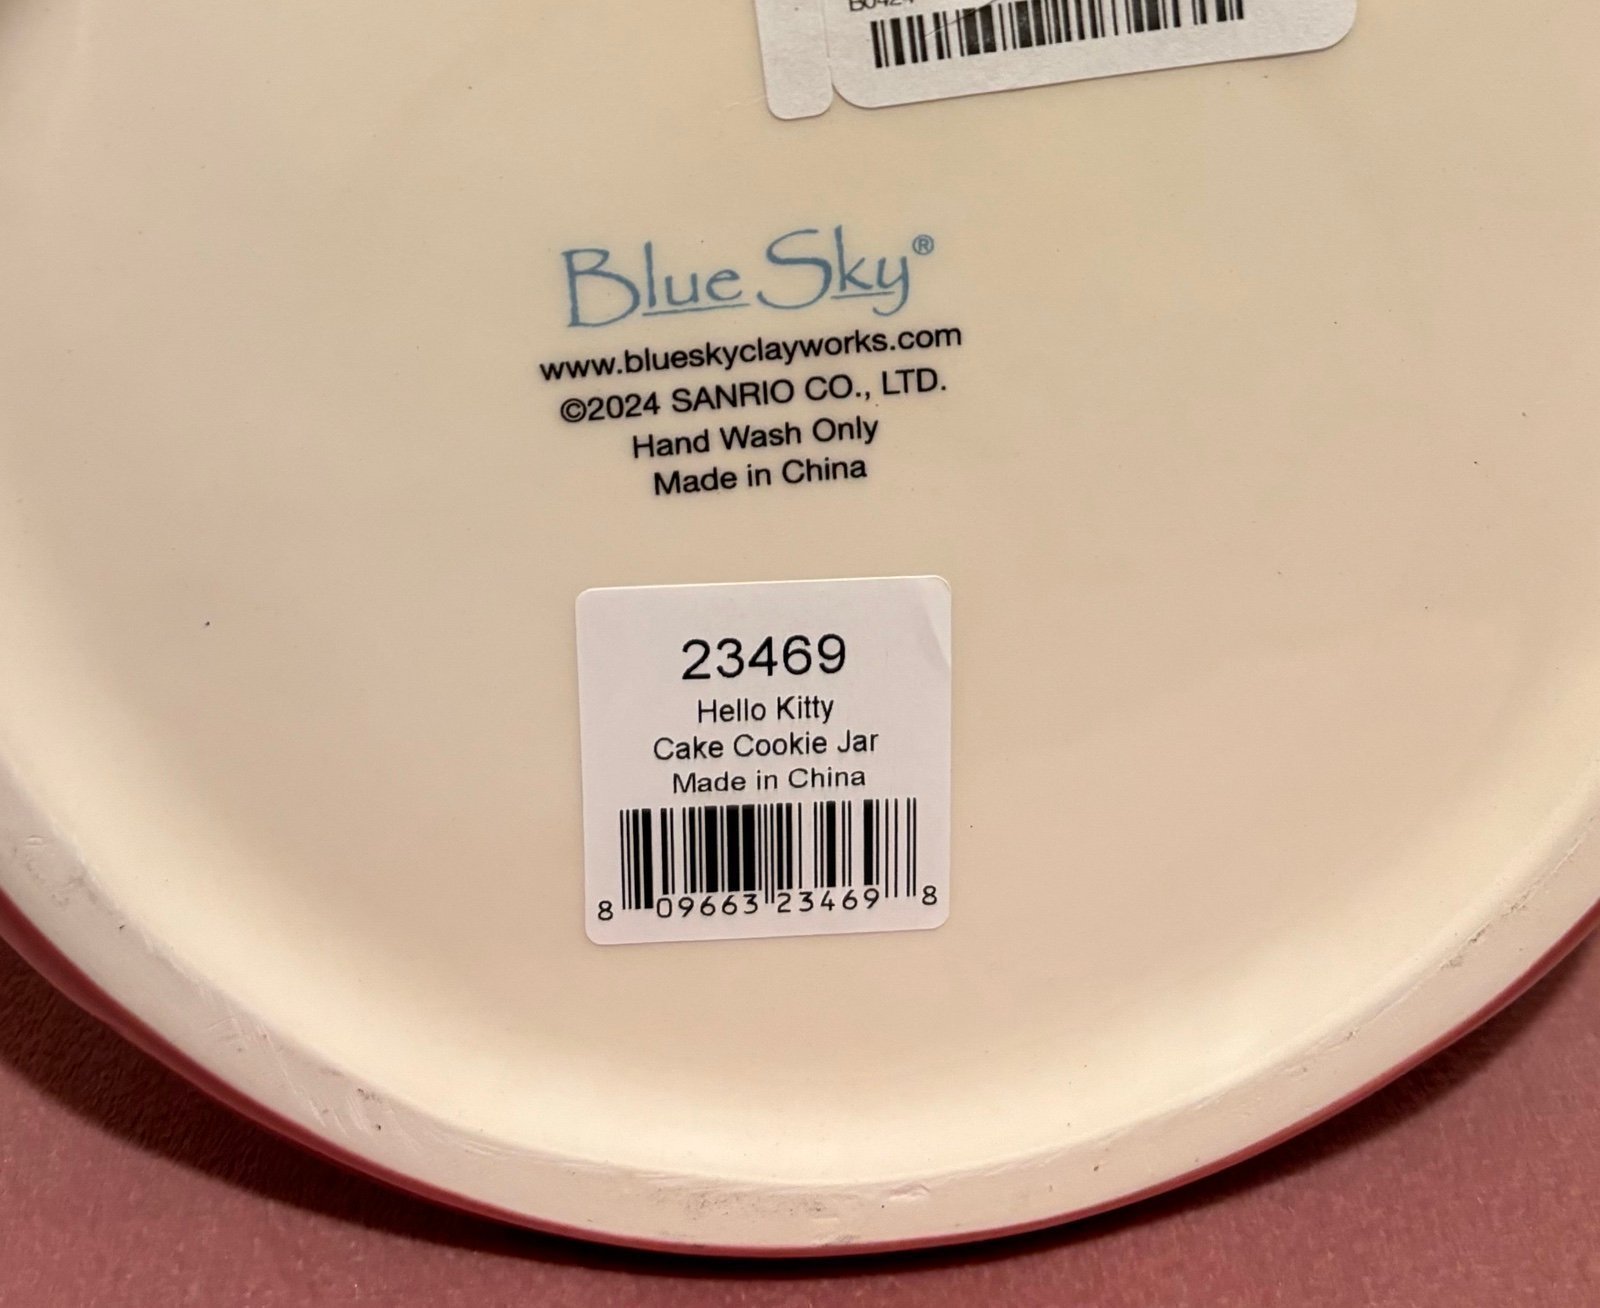 Blue Sky®
www.blueskyclayworks.com
©2024 SANRIO CO., LTD.
Hand Wash Only
Made in China
23469
Hello Kitty
Cake Cookie Jar
Made in China
8 09663 23469 8